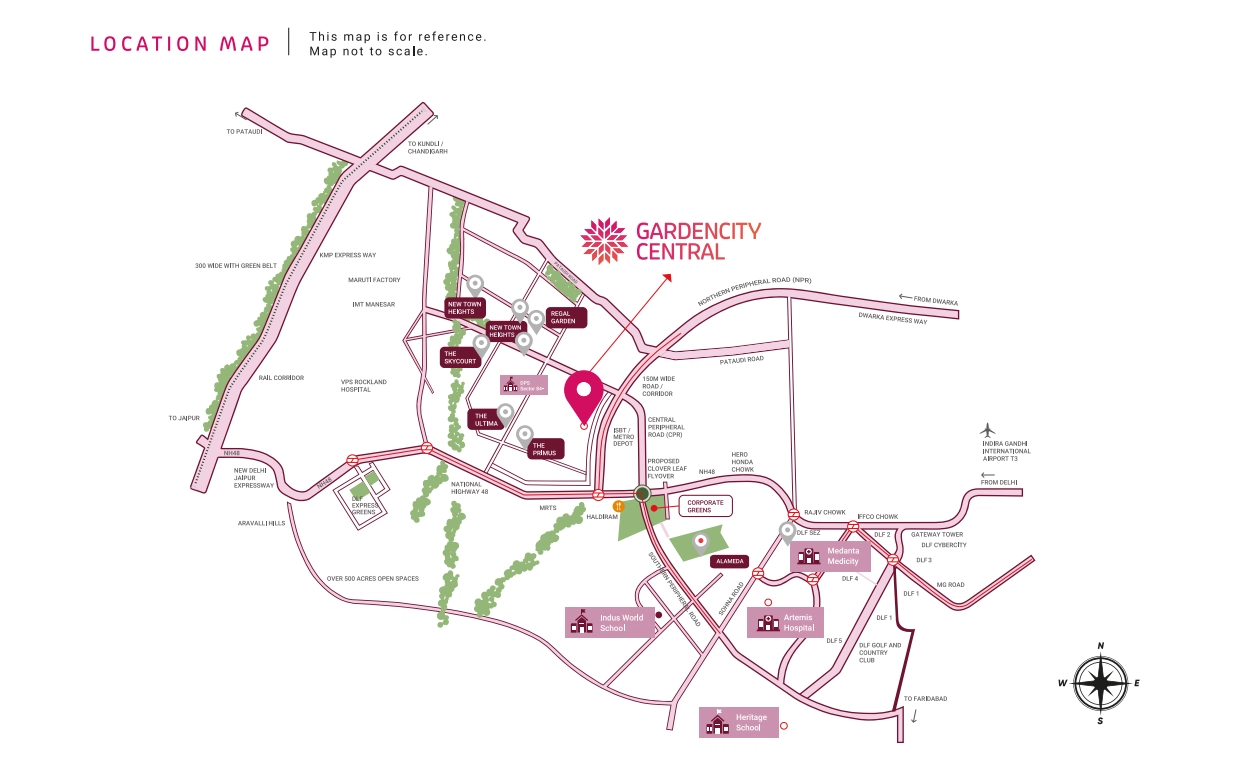 LOCATION MAP
This map is for reference.
Map not to scale.
TO PATAUDI
TO KUNDLI /
CHANDIGARH
GARDENCITY
CENTRAL
KMP EXPRESS WAY
300 WIDE WITH GREEN BELT
MARUTI FACTORY
IMT MANESAR
NORTHERN PERIPHERAL ROAD (NPR)
FROM DWARKA
DWARKA EXPRESS WAY
NEW TOWN
HEIGHTS
REGAL
GARDEN
NEW TOWN
HEIGHTS
THE
SKYCOURT
PATAUDI ROAD
RAIL CORRIDOR
VPS ROCKLAND
HOSPITAL
DPS
150M WIDE
ROAD /
CORRIDOR
TO JAIPUR
THE
ULTIMA
THE
PRIMUS
ISBT /
METRO
DEPOT
CENTRAL
PERIPHERAL
ROAD (CPR)
INDIRA GANDHI
INTERNATIONAL
AIRPORT T3
FROM DELHI
NH48
NEW DELHI
JAIPUR
EXPRESSWAY
NH48
DLF
EXPRESS
GREENS
NATIONAL
HIGHWAY 48
PROPOSED
CLOVER LEAF
FLYOVER
NH48
HERO
HONDA
CHOWK
MRTS
HALDIRAM
CORPORATE
GREENS
RAJIV CHOWK
IFFCO CHOWK
ARAVALLI HILLS
DLF SEZ
DLF 2
GATEWAY TOWER
DLF CYBERCITY
Medanta
Medicity
ALAMEDA
DLF 3
OVER 500 ACRES OPEN SPACES
SOUTHERN PERIPHERAL ROAD
SOHNA ROAD
DLF 4
MG ROAD
DLF 1
Indus World
School
Artemis
Hospital
DLF 1
DLF 5
DLF GOLF AND
COUNTRY
CLUB
N
W
E
S
TO FARIDABAD
Heritage
School